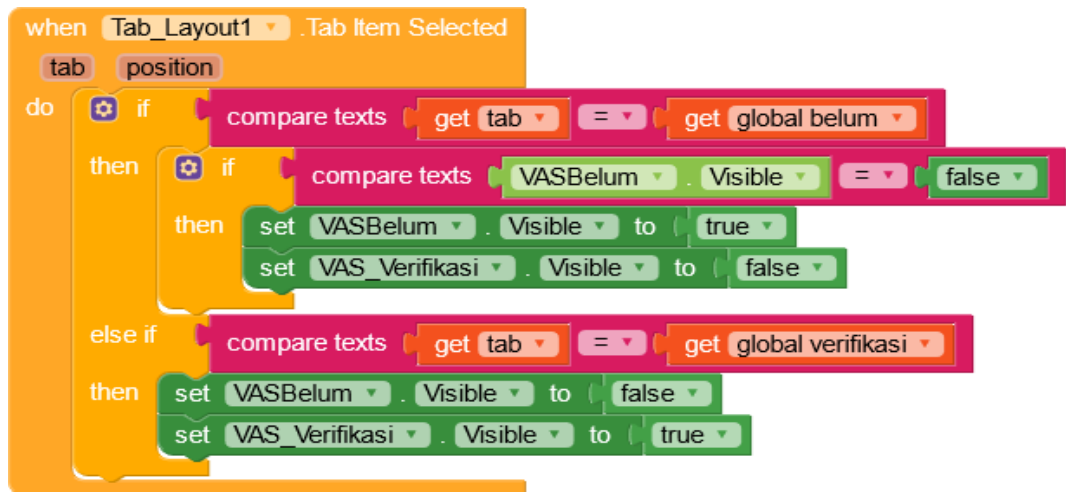 when Tab_Layout1 .Tab Item Selected
tab position
do if compare texts get tab = get global belum
then if compare texts VASBelum . Visible = false
then set VASBelum . Visible to true
set VAS_Verifikasi . Visible to false
else if compare texts get tab = get global verifikasi
then set VASBelum . Visible to false
set VAS_Verifikasi . Visible to true